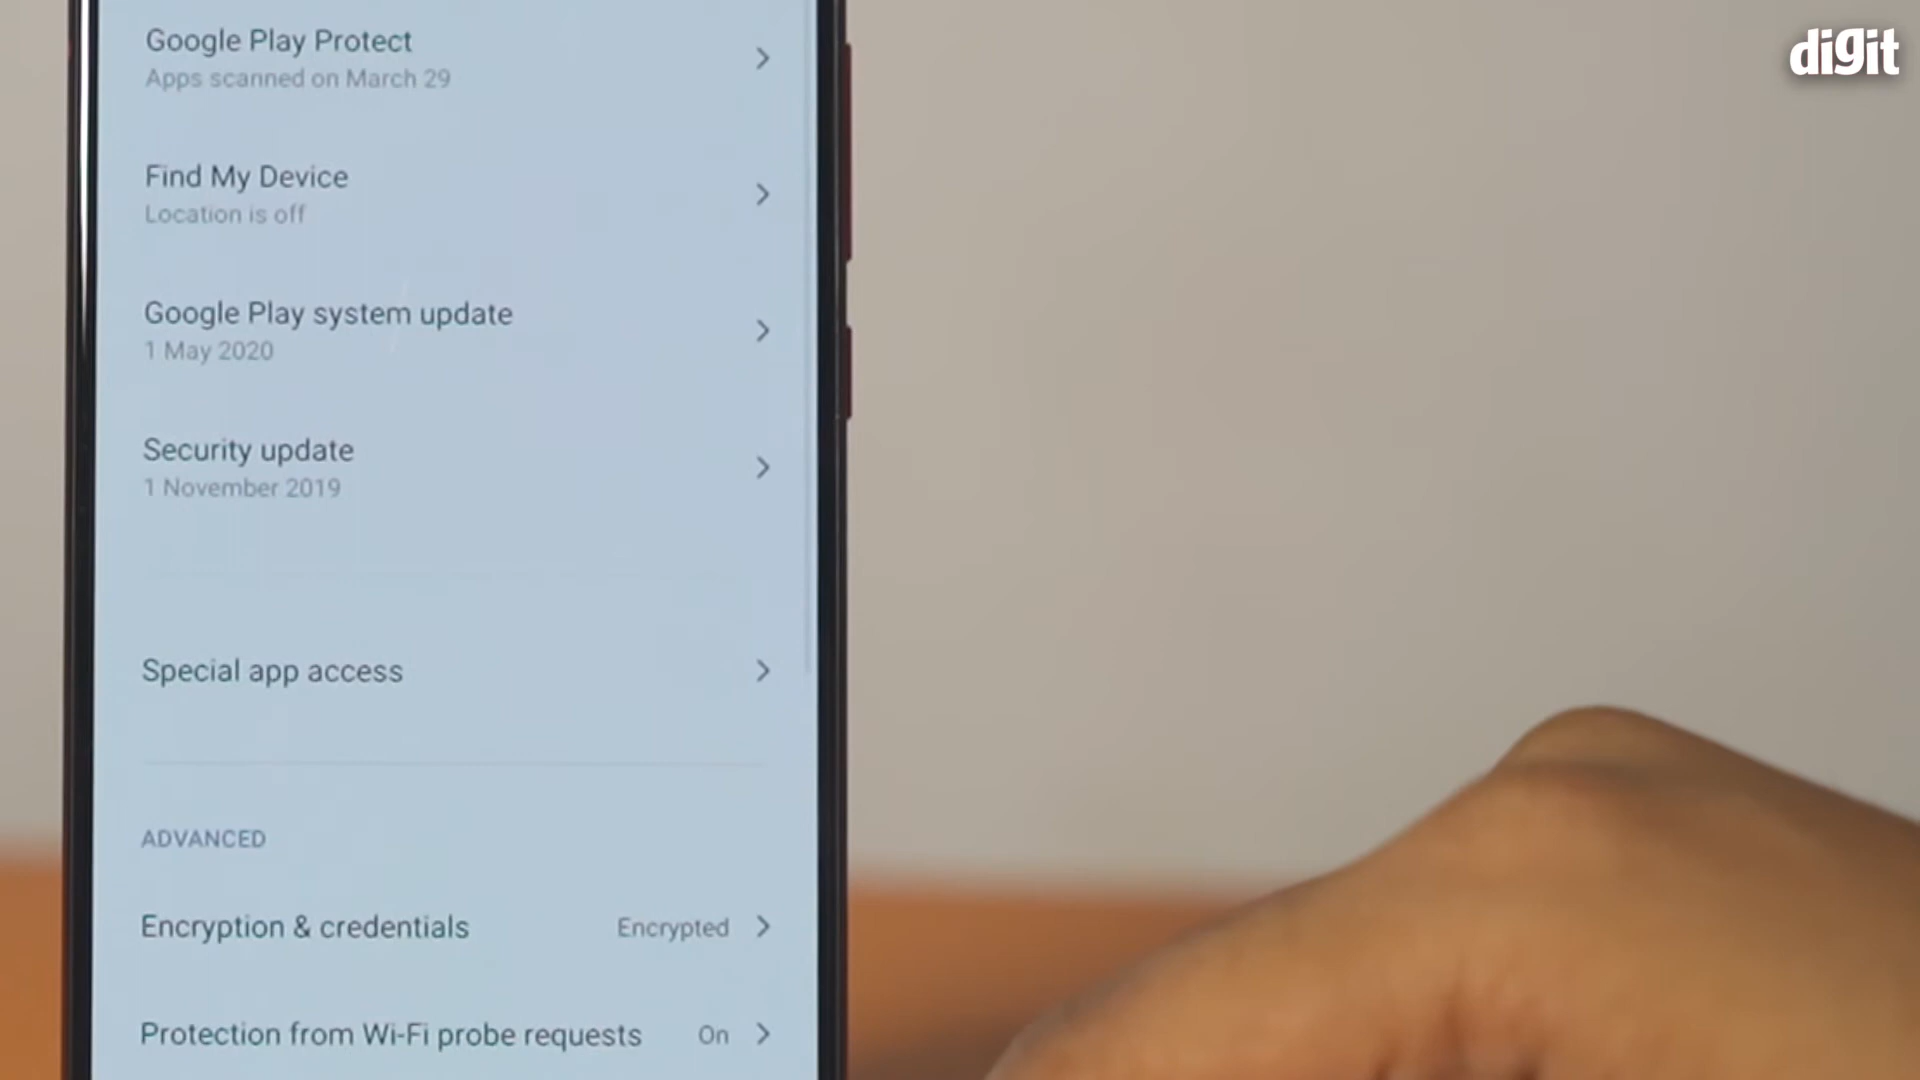 digit
Google Play Protect
Apps scanned on March 29
Find My Device
Location is off
Google Play system update
1 May 2020
Security update
1 November 2019
Special app access
ADVANCED
Encryption & credentials Encrypted
Protection from Wi-Fi probe requests On